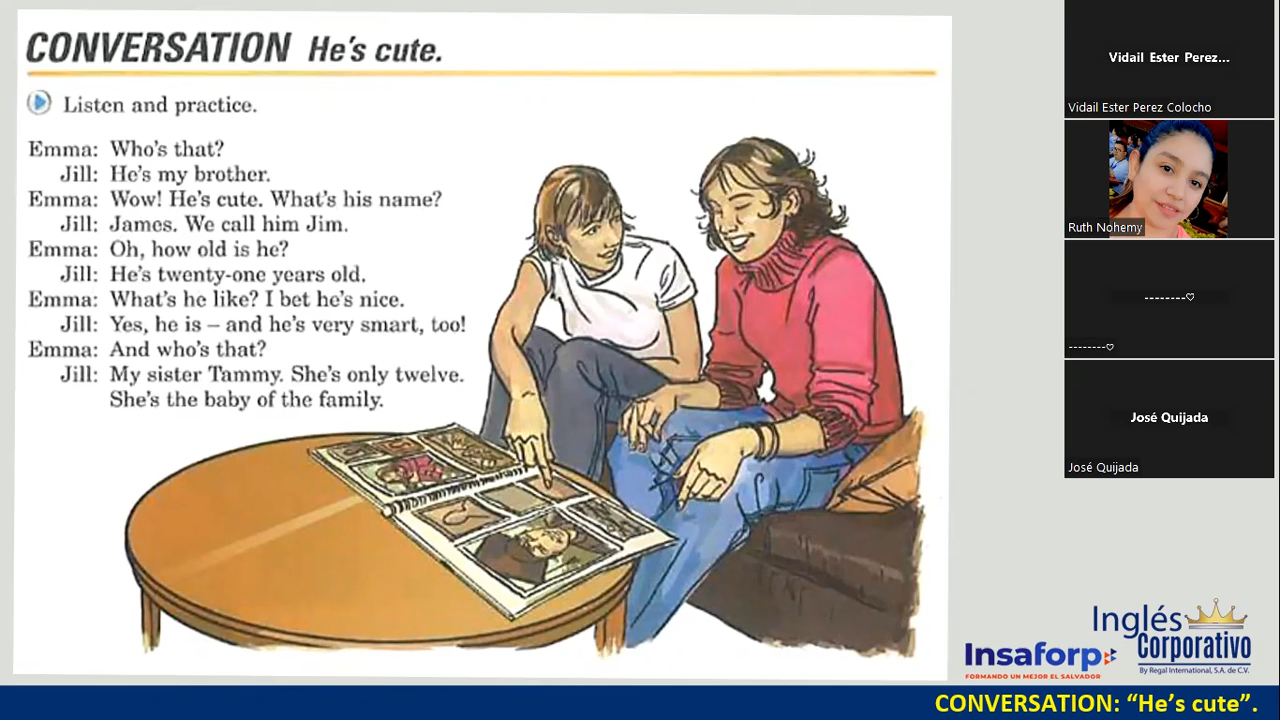 CONVERSATION He's cute.
Listen and practice.
Emma: Who's that?
Jill: He's my brother.
Emma: Wow! He's cute. What's his name?
Jill: James. We call him Jim.
Emma: Oh, how old is he?
Jill: He's twenty-one years old.
Emma: What's he like? I bet he's nice.
Jill: Yes, he is – and he's very smart, too!
Emma: And who's that?
Jill: My sister Tammy. She's only twelve.
She's the baby of the family.
Vidail Ester Perez...
Vidail Ester Perez Colocho
Ruth Nohemy
--------♡
--------♡
José Quijada
José Quijada
Insaforp
FORMANDO UN MEJOR EL SALVADOR
Inglés
Corporativo
By Regal International, S.A. de C.V.
CONVERSATION: “He’s cute”.